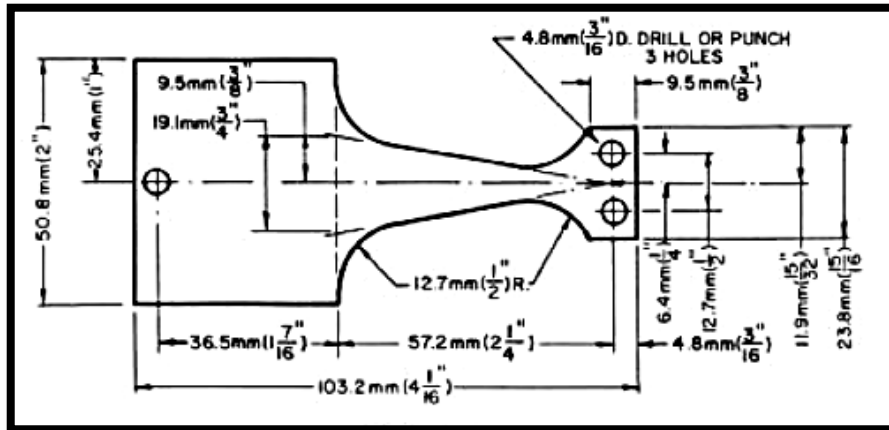 4.8mm(3/16")D. DRILL OR PUNCH
3 HOLES
9.5mm(3/8")
9.5mm(3/8")
19.1mm(3/4")
25.4mm(1")
50.8mm(2")
12.7mm(1/2")R.
6.4mm(1/4")
12.7mm(1/2")
11.9mm(15/32")
23.8mm(15/16")
36.5mm(1 7/16")
57.2mm(2 1/4")
4.8mm(3/16")
103.2mm(4 1/16")